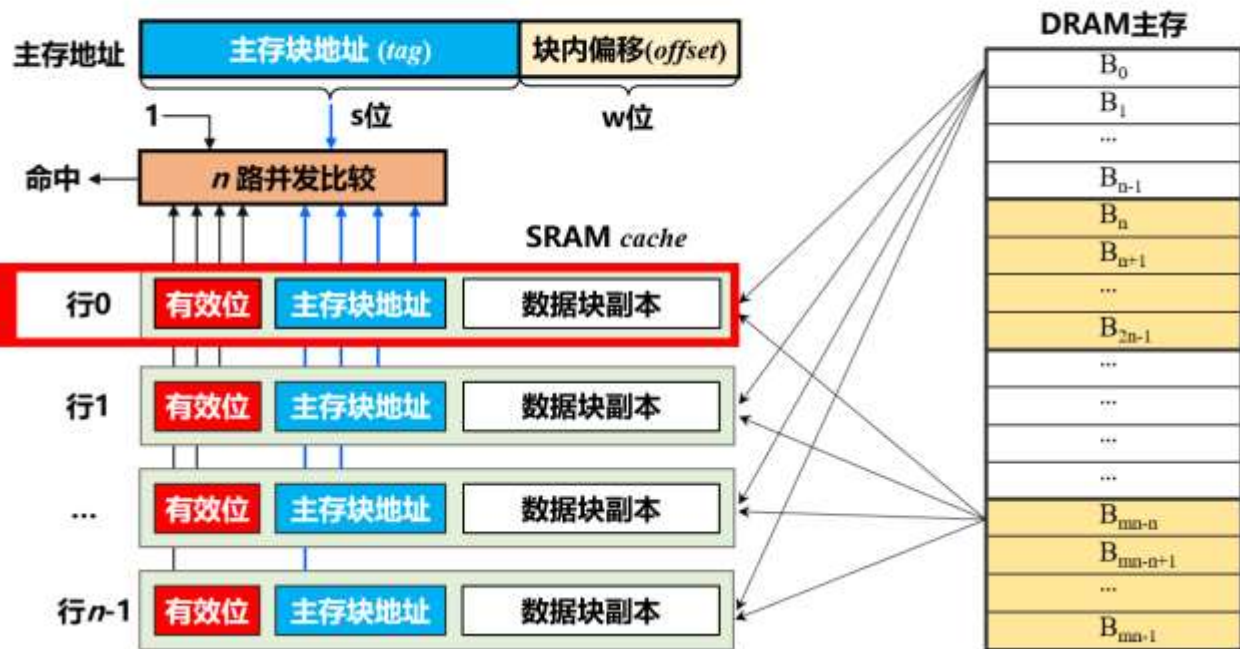 DRAM主存
主存地址 主存块地址 (tag) 块内偏移(offset)
s位 w位
1
命中 n 路并发比较
SRAM cache
行0 有效位 主存块地址 数据块副本
行1 有效位 主存块地址 数据块副本
... 有效位 主存块地址 数据块副本
行n-1 有效位 主存块地址 数据块副本
B0
B1
...
Bn-1
Bn
Bn+1
...
B2n-1
...
...
...
...
Bmn-n
Bmn-n+1
...
Bmn-1